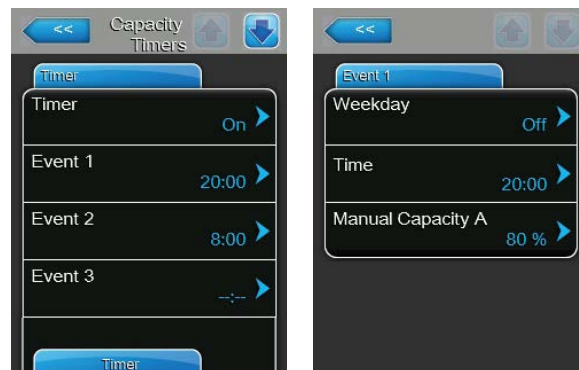 <<
Capacity
Timers
Timer
Timer
On
Event 1
20:00
Event 2
8:00
Event 3
--:--
Timer
<<
Event 1
Weekday
Off
Time
20:00
Manual Capacity A
80 %